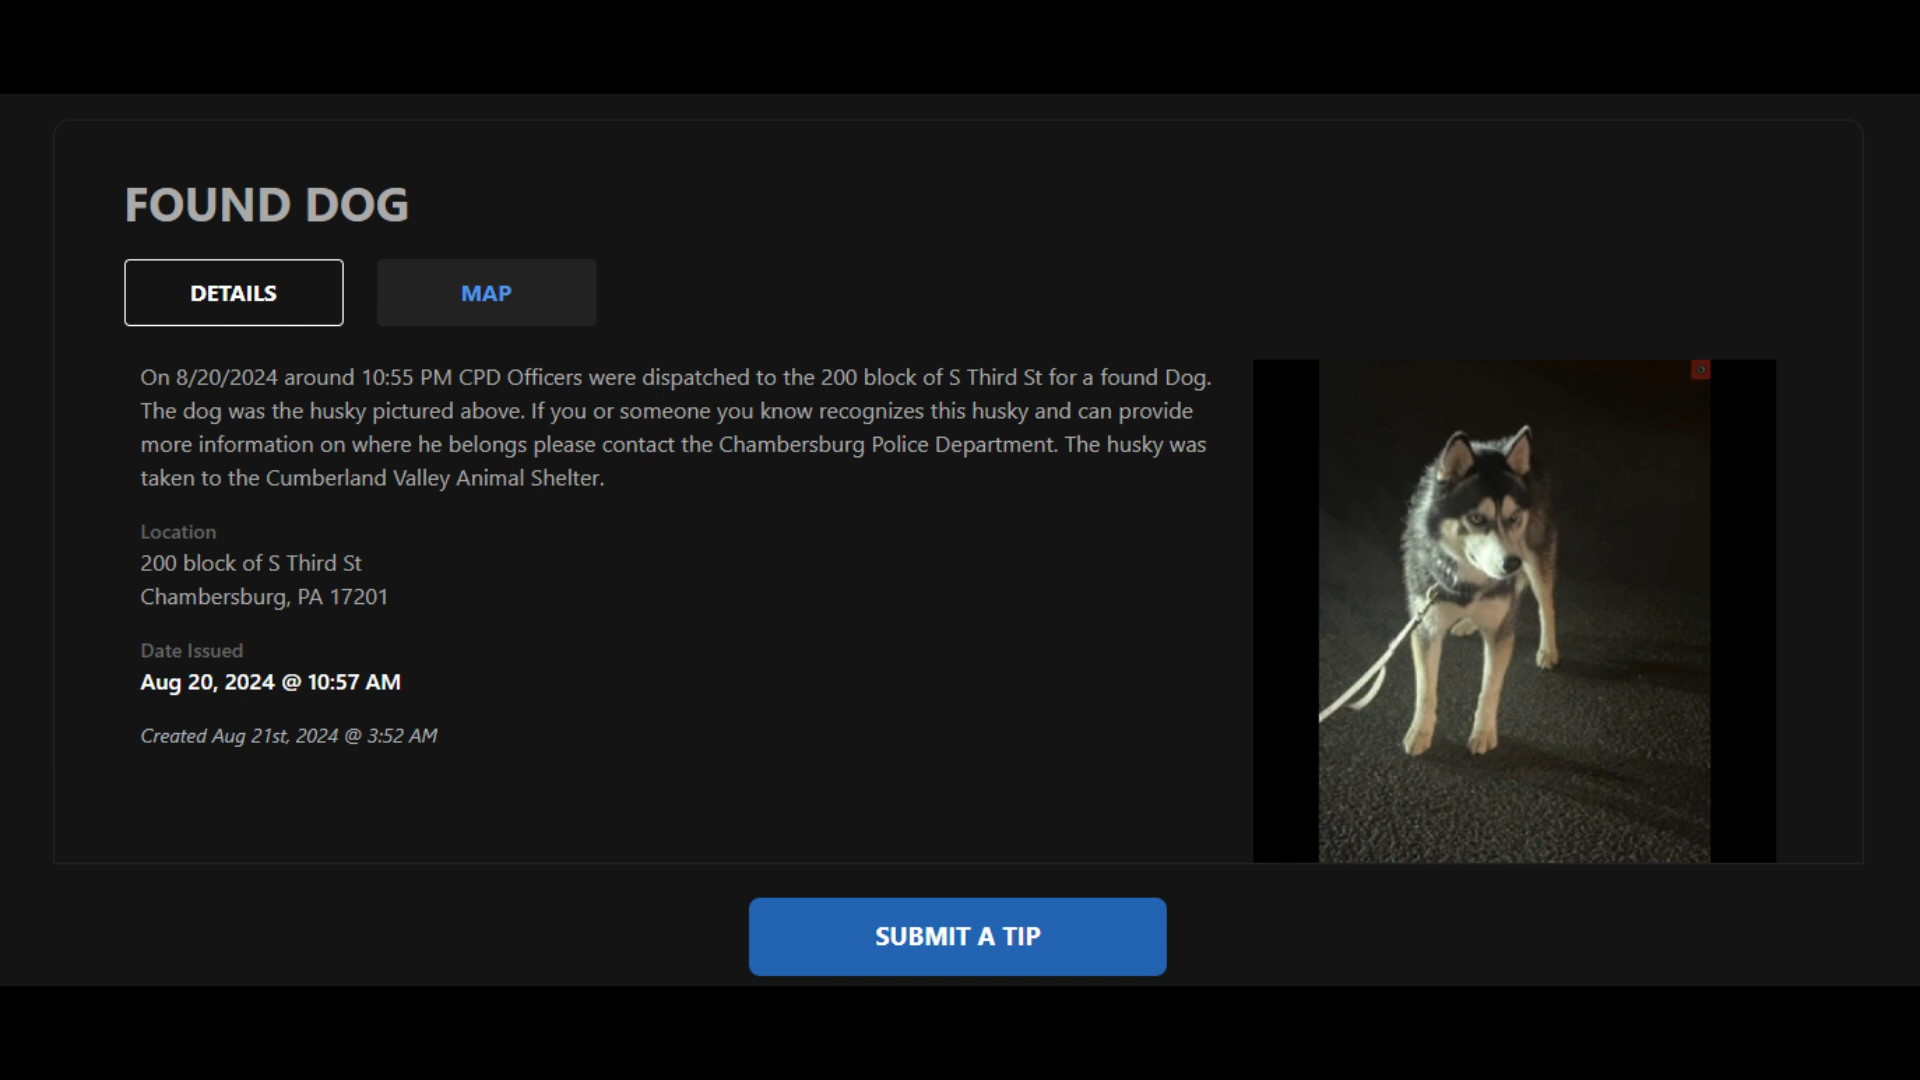 FOUND DOG
DETAILS
MAP
On 8/20/2024 around 10:55 PM CPD Officers were dispatched to the 200 block of S Third St for a found Dog.
The dog was the husky pictured above. If you or someone you know recognizes this husky and can provide
more information on where he belongs please contact the Chambersburg Police Department. The husky was
taken to the Cumberland Valley Animal Shelter.
Location
200 block of S Third St
Chambersburg, PA 17201
Date Issued
Aug 20, 2024 @ 10:57 AM
Created Aug 21st, 2024 @ 3:52 AM
SUBMIT A TIP